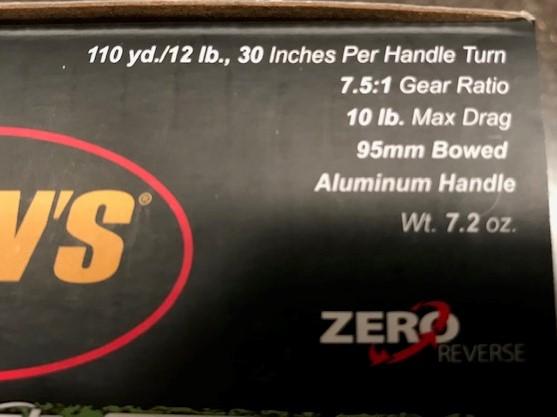 110 yd./12 lb., 30 Inches Per Handle Turn
7.5:1 Gear Ratio
10 lb. Max Drag
95mm Bowed
Aluminum Handle
Wt. 7.2 oz.
'S®
ZERO
REVERSE